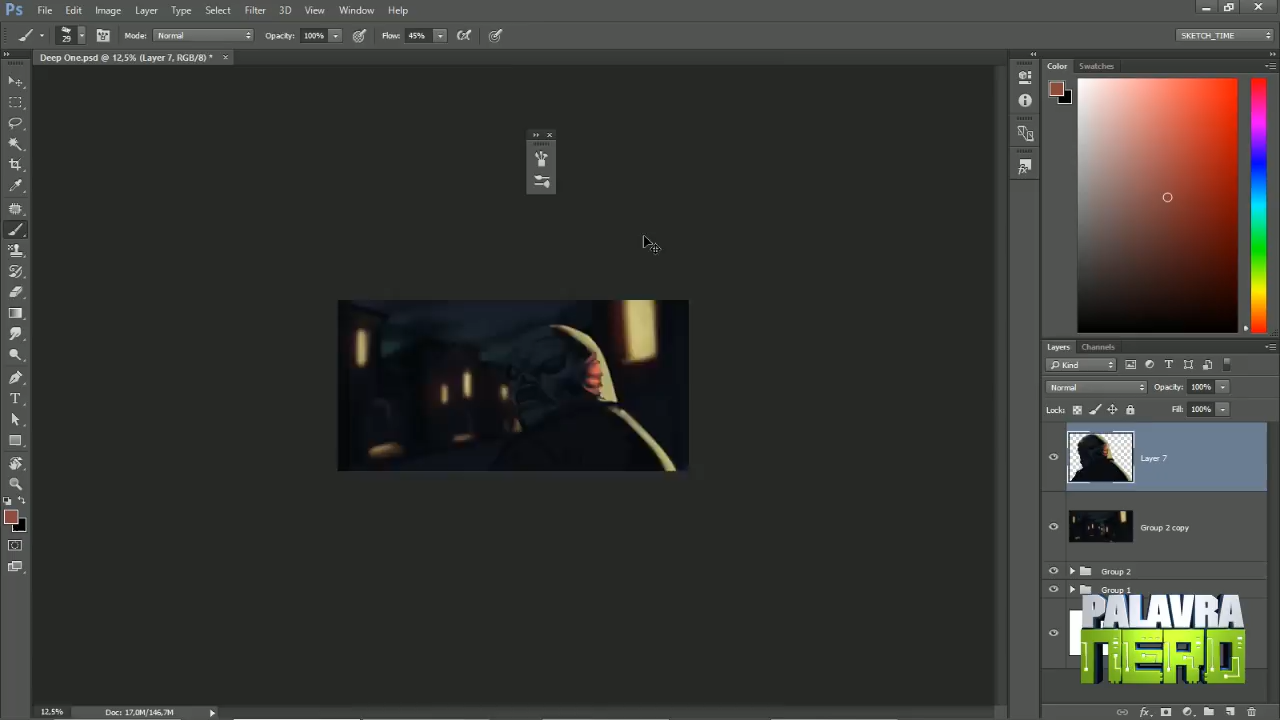 Ps File Edit Image Layer Type Select Filter 3D View Window Help
29 Mode: Normal Opacity: 100% Flow: 45% SKETCH_TIME
Deep One.psd @ 12,5% (Layer 7, RGB/8) *
Color Swatches
Layers Channels
Kind
Normal Opacity: 100%
Lock: Fill: 100%
Layer 7
Group 2 copy
Group 2
Group 1
PALAVRA
NERD
12,5% Doc: 17,0M/146,7M